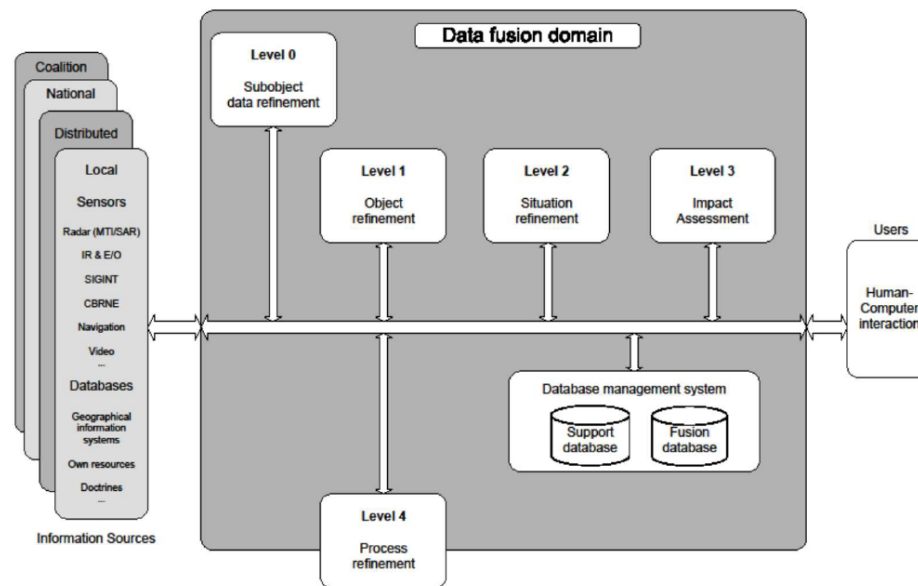 Data fusion domain
Coalition
National
Distributed
Local
Sensors
Radar (MTI/SAR)
IR & E/O
SIGINT
CBRNE
Navigation
Video
...
Databases
Geographical
information
systems
Own resources
Doctrines
...
Information Sources
Level 0
Subobject
data refinement
Level 1
Object
refinement
Level 2
Situation
refinement
Level 3
Impact
Assessment
Users
Human-
Computer
interaction
Database management system
Support
database
Fusion
database
Level 4
Process
refinement